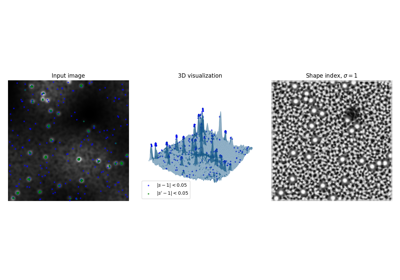 Input image
3D visualization
Shape index, σ = 1
|s − 1| < 0.05
|s′ − 1| < 0.05